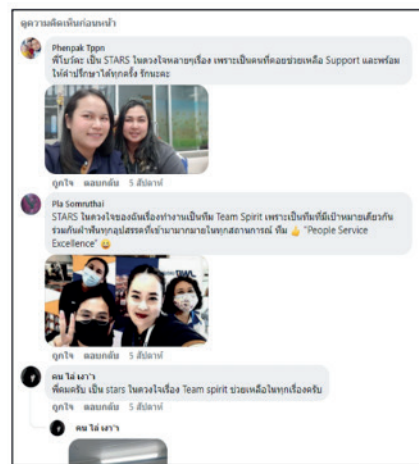 ดูความคิดเห็นก่อนหน้า
Phenpak Tppn
พี่โบว์คะ เป็น STARS ในดวงใจหลายๆเรื่อง เพราะเป็นคนที่คอยช่วยเหลือ Support และพร้อม
ให้คำปรึกษาได้ทุกครั้ง รักนะคะ
ถูกใจ ตอบกลับ 5 สัปดาห์
Pla Somruthai
STARS ในดวงใจของฉันเรื่องทำงานเป็นทีม Team Spirit เพราะเป็นทีมที่มีเป้าหมายเดียวกัน
ร่วมกันฝ่าฟันทุกอุปสรรคที่เข้ามามากมายในทุกสถานการณ์ ทีม 👍 "People Service
Excellence" 😄
ถูกใจ ตอบกลับ 5 สัปดาห์
คน ไล่ เงา
พี่คมครับ เป็น stars ในดวงใจเรื่อง Team spirit ช่วยเหลือในทุกเรื่องครับ
ถูกใจ ตอบกลับ 5 สัปดาห์
คน ไล่ เงา